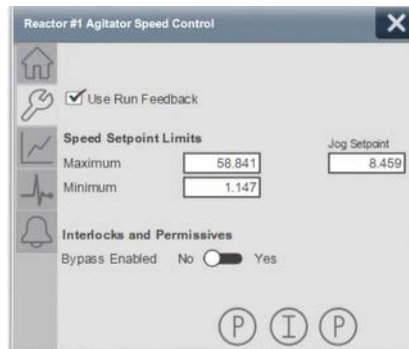 Reactor #1 Agitator Speed Control
Use Run Feedback
Speed Setpoint Limits
Jog Setpoint
Maximum 58.841 8.459
Minimum 1.147
Interlocks and Permissives
Bypass Enabled No Yes
P I P